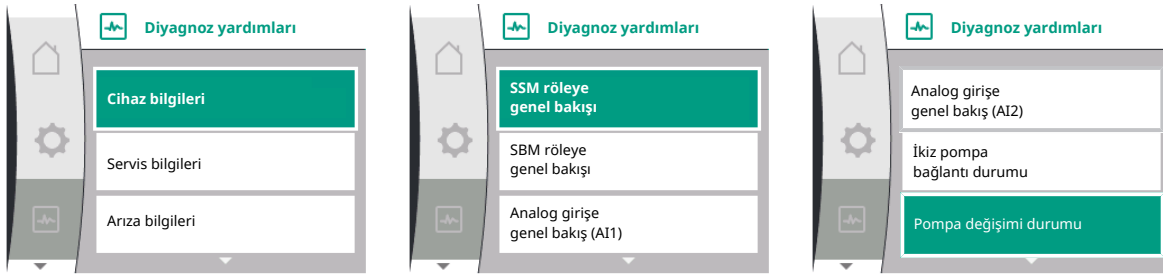 Diyagnoz yardımları
Cihaz bilgileri
Servis bilgileri
Arıza bilgileri
Diyagnoz yardımları
SSM röleye
genel bakışı
SBM röleye
genel bakışı
Analog girişe
genel bakış (AI1)
Diyagnoz yardımları
Analog girişe
genel bakış (AI2)
İkiz pompa
bağlantı durumu
Pompa değişimi durumu